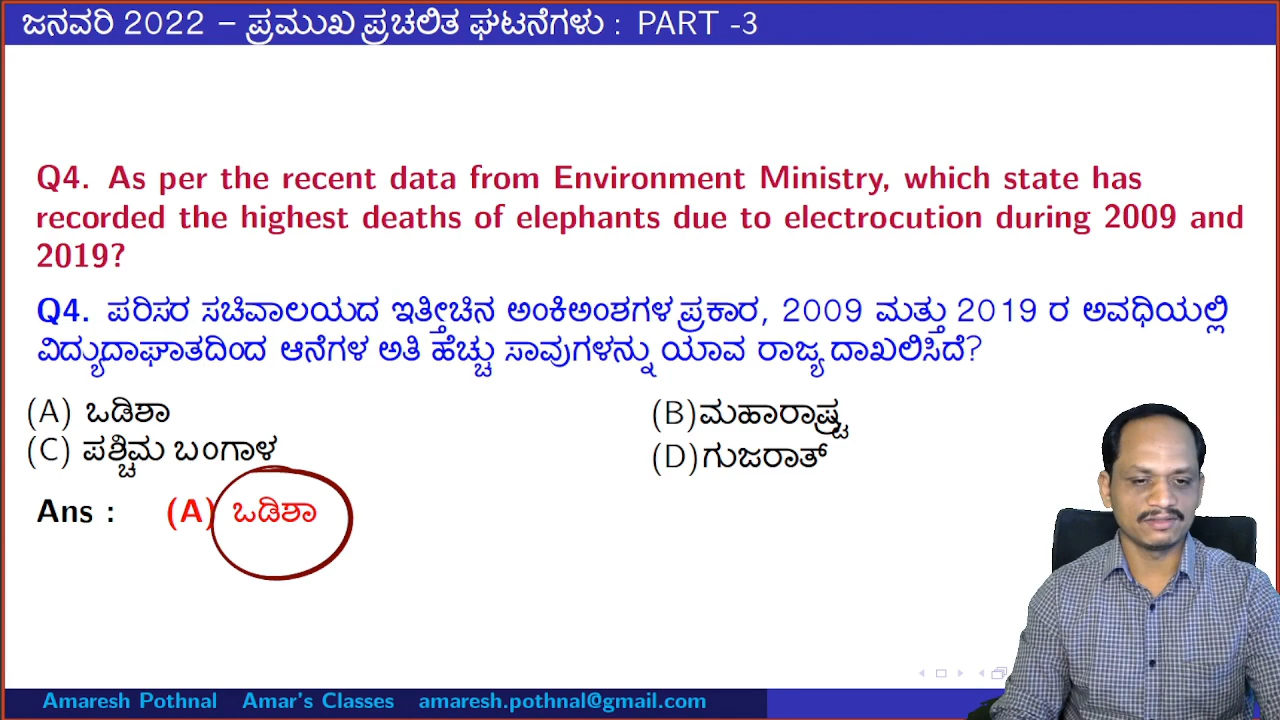 ಜನವರಿ 2022 – ಪ್ರಮುಖ ಪ್ರಚಲಿತ ಘಟನೆಗಳು : PART -3
Q4. As per the recent data from Environment Ministry, which state has
recorded the highest deaths of elephants due to electrocution during 2009 and
2019?
Q4. ಪರಿಸರ ಸಚಿವಾಲಯದ ಇತ್ತೀಚಿನ ಅಂಕಿಅಂಶಗಳ ಪ್ರಕಾರ, 2009 ಮತ್ತು 2019 ರ ಅವಧಿಯಲ್ಲಿ
ವಿದ್ಯುದಾಘಾತದಿಂದ ಆನೆಗಳ ಅತಿ ಹೆಚ್ಚು ಸಾವುಗಳನ್ನು ಯಾವ ರಾಜ್ಯ ದಾಖಲಿಸಿದೆ?
(A) ಒಡಿಶಾ (B)ಮಹಾರಾಷ್ಟ್ರ
(C) ಪಶ್ಚಿಮ ಬಂಗಾಳ (D)ಗುಜರಾತ್
Ans : (A) ಒಡಿಶಾ
Amaresh Pothnal Amar's Classes amaresh.pothnal@gmail.com